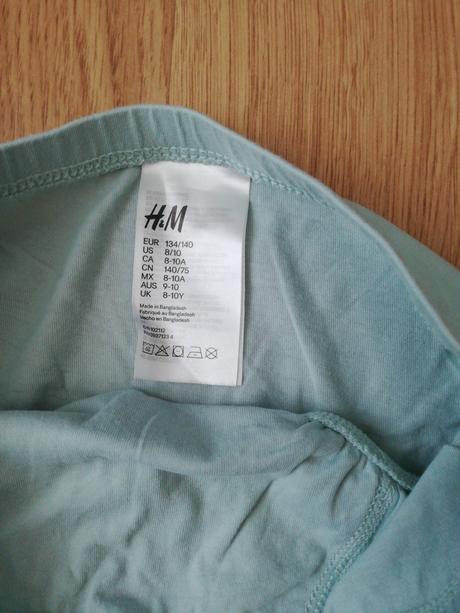 H&M
EUR 134/140
US 8/10
CA 8-10A
CN 140/75
MX 8-10A
AUS 9-10
UK 8-10Y
Made in Bangladesh
Fabriqué au Bangladesh
Hecho en Bangladesh